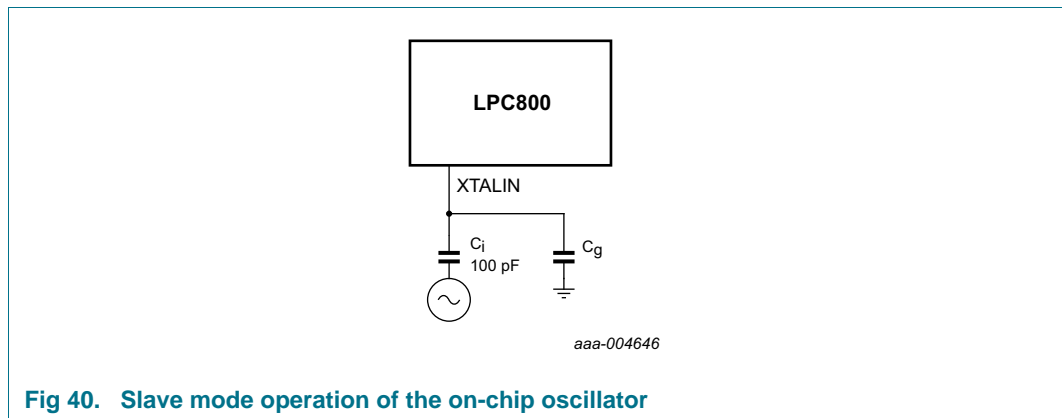 LPC800
XTALIN
Ci
100 pF
Cg
aaa-004646
Fig 40. Slave mode operation of the on-chip oscillator